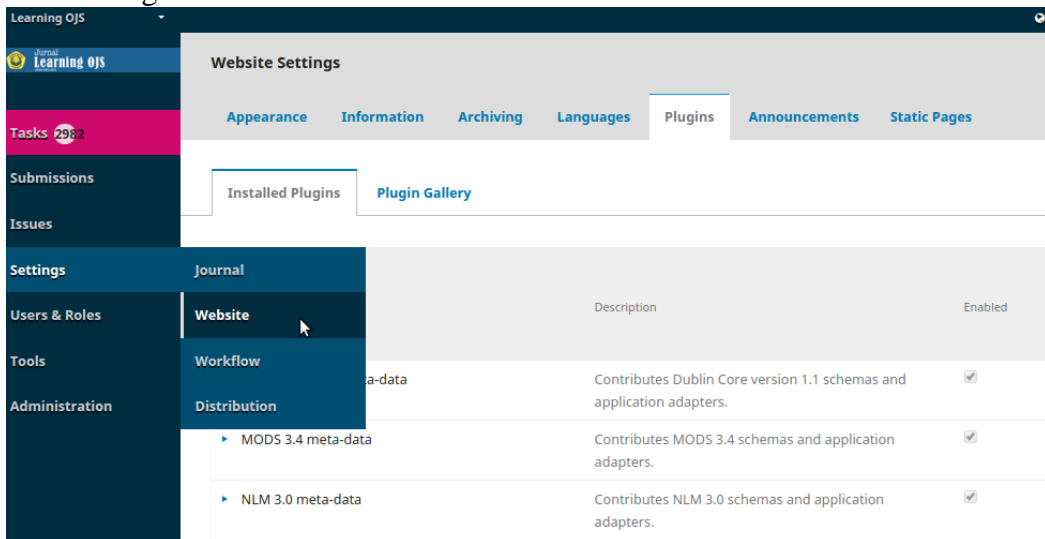 Learning OJS
Jurnal
Learning OJS
Tasks 2982
Submissions
Issues
Settings
Users & Roles
Tools
Administration
Journal
Website
Workflow
Distribution
Website Settings
Appearance Information Archiving Languages Plugins Announcements Static Pages
Installed Plugins Plugin Gallery
Description Enabled
a-data Contributes Dublin Core version 1.1 schemas and
application adapters.
MODS 3.4 meta-data Contributes MODS 3.4 schemas and application
adapters.
NLM 3.0 meta-data Contributes NLM 3.0 schemas and application
adapters.